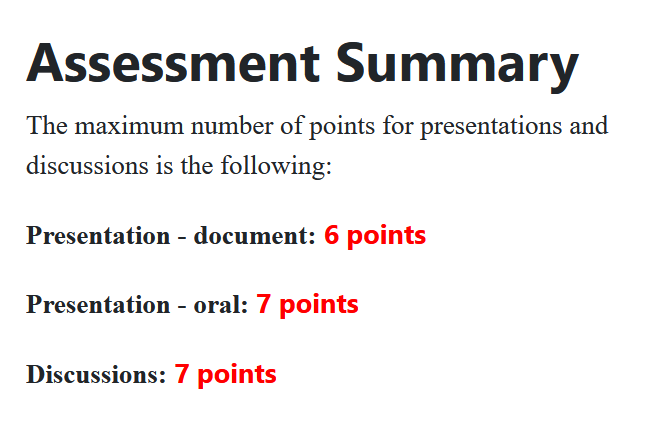 Assessment Summary
The maximum number of points for presentations and
discussions is the following:
Presentation - document: 6 points
Presentation - oral: 7 points
Discussions: 7 points